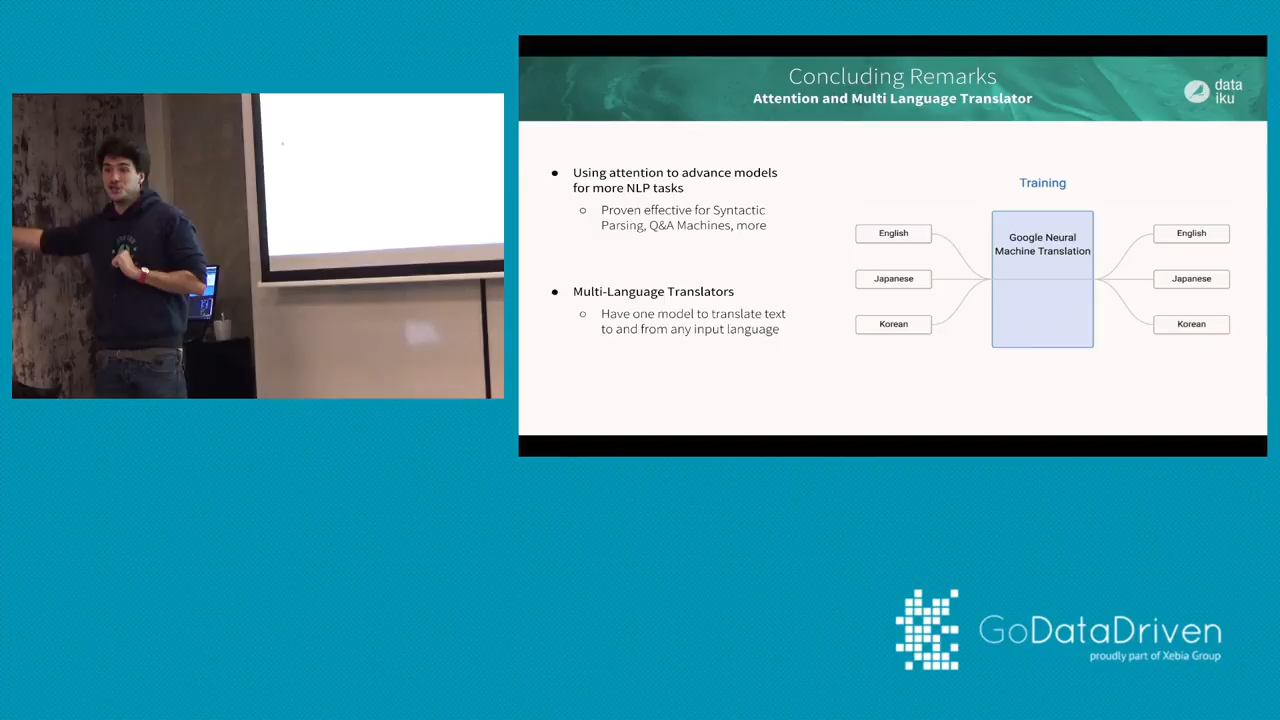 Concluding Remarks
Attention and Multi Language Translator
data
iku
● Using attention to advance models
for more NLP tasks
○ Proven effective for Syntactic
Parsing, Q&A Machines, more
● Multi-Language Translators
○ Have one model to translate text
to and from any input language
Training
English
Japanese
Korean
Google Neural
Machine Translation
English
Japanese
Korean
GoDataDriven
proudly part of Xebia Group